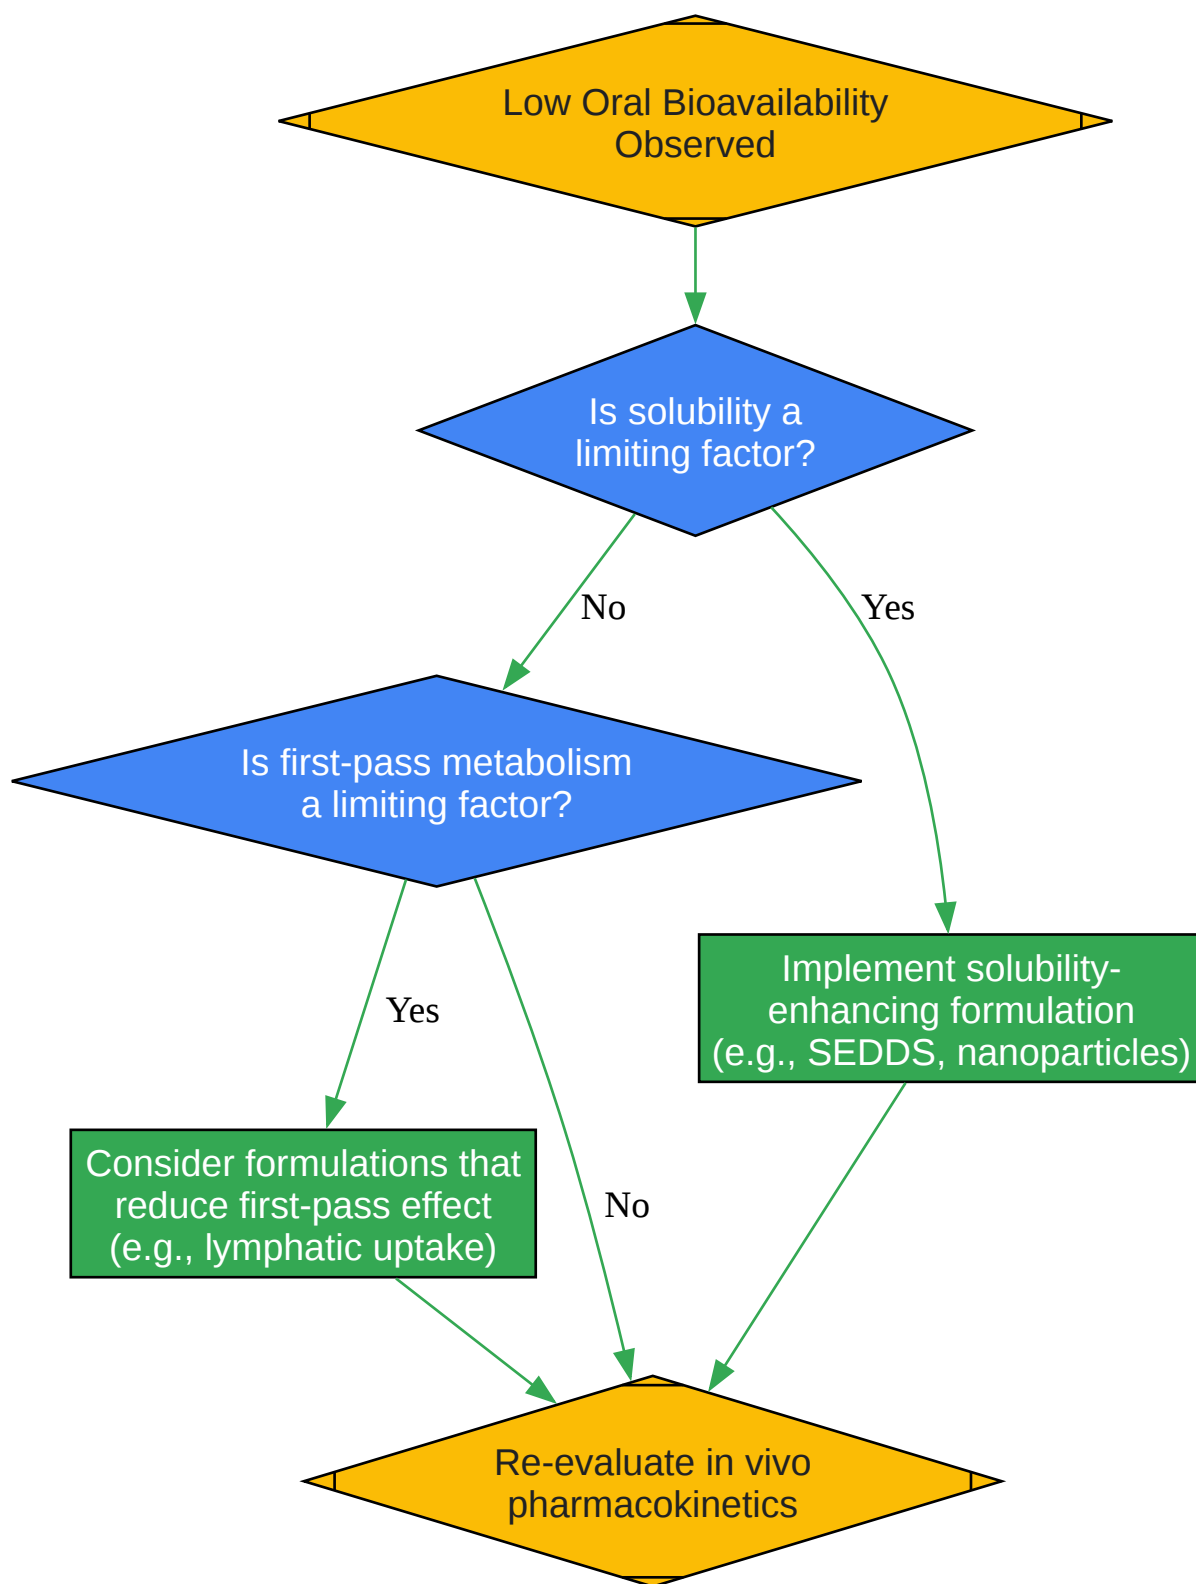 Low Oral Bioavailability
Observed
Is solubility a
limiting factor?
No
Yes
Is first-pass metabolism
a limiting factor?
Implement solubility-
enhancing formulation
(e.g., SEDDS, nanoparticles)
Yes
Consider formulations that
reduce first-pass effect
(e.g., lymphatic uptake)
No
Re-evaluate in vivo
pharmacokinetics